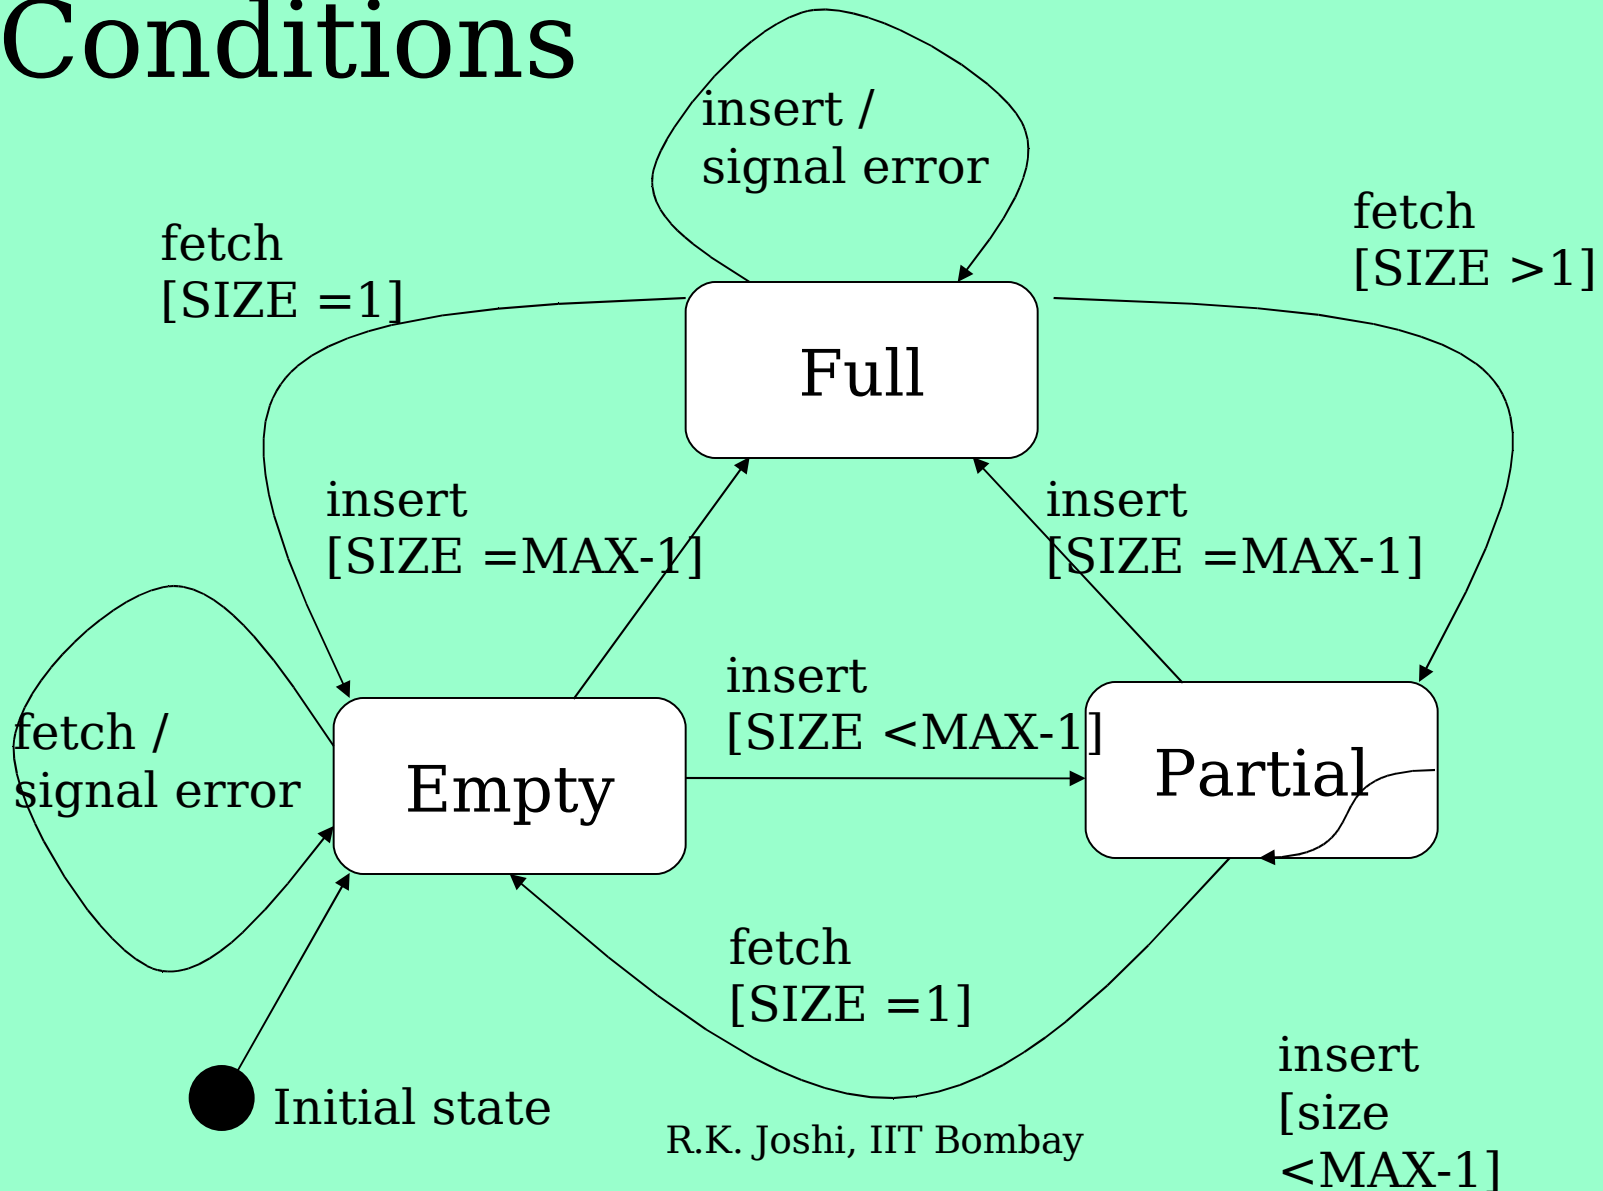 Conditions
insert /
signal error
fetch
[SIZE =1]
fetch
[SIZE >1]
Full
insert
[SIZE =MAX-1]
insert
[SIZE =MAX-1]
fetch /
signal error
insert
[SIZE <MAX-1]
Empty
Partial
fetch
[SIZE =1]
Initial state
R.K. Joshi, IIT Bombay
insert
[size
<MAX-1]